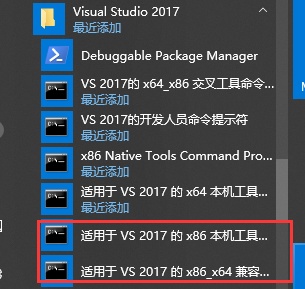 Visual Studio 2017
最近添加
Debuggable Package Manager
VS 2017的 x64_x86 交叉工具命令...
最近添加
VS 2017的开发人员命令提示符
最近添加
x86 Native Tools Command Pro...
最近添加
适用于 VS 2017 的 x64 本机工具...
最近添加
适用于 VS 2017 的 x86 本机工具...
适用于 VS 2017 的 x86_x64 兼容...